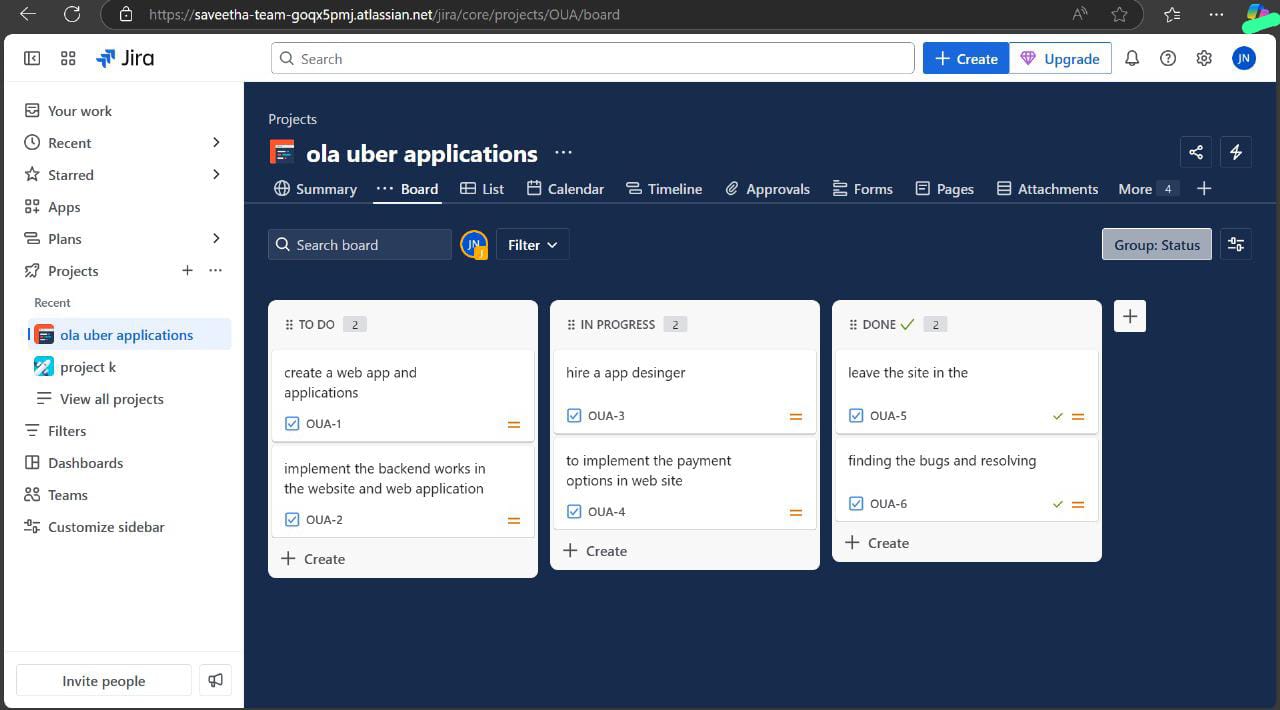 https://saveetha-team-goqx5pmj.atlassian.net/jira/core/projects/OUA/board
Jira
Search
Create
Upgrade
JN
Your work
Recent
Starred
Apps
Plans
Projects
Recent
ola uber applications
project k
View all projects
Filters
Dashboards
Teams
Customize sidebar
Invite people
Projects
ola uber applications
Summary Board List Calendar Timeline Approvals Forms Pages Attachments More 4
Search board
JN
J
Filter
Group: Status
TO DO 2
create a web app and
applications
OUA-1
implement the backend works in
the website and web application
OUA-2
Create
IN PROGRESS 2
hire a app desinger
OUA-3
to implement the payment
options in web site
OUA-4
Create
DONE 2
leave the site in the
OUA-5
finding the bugs and resolving
OUA-6
Create